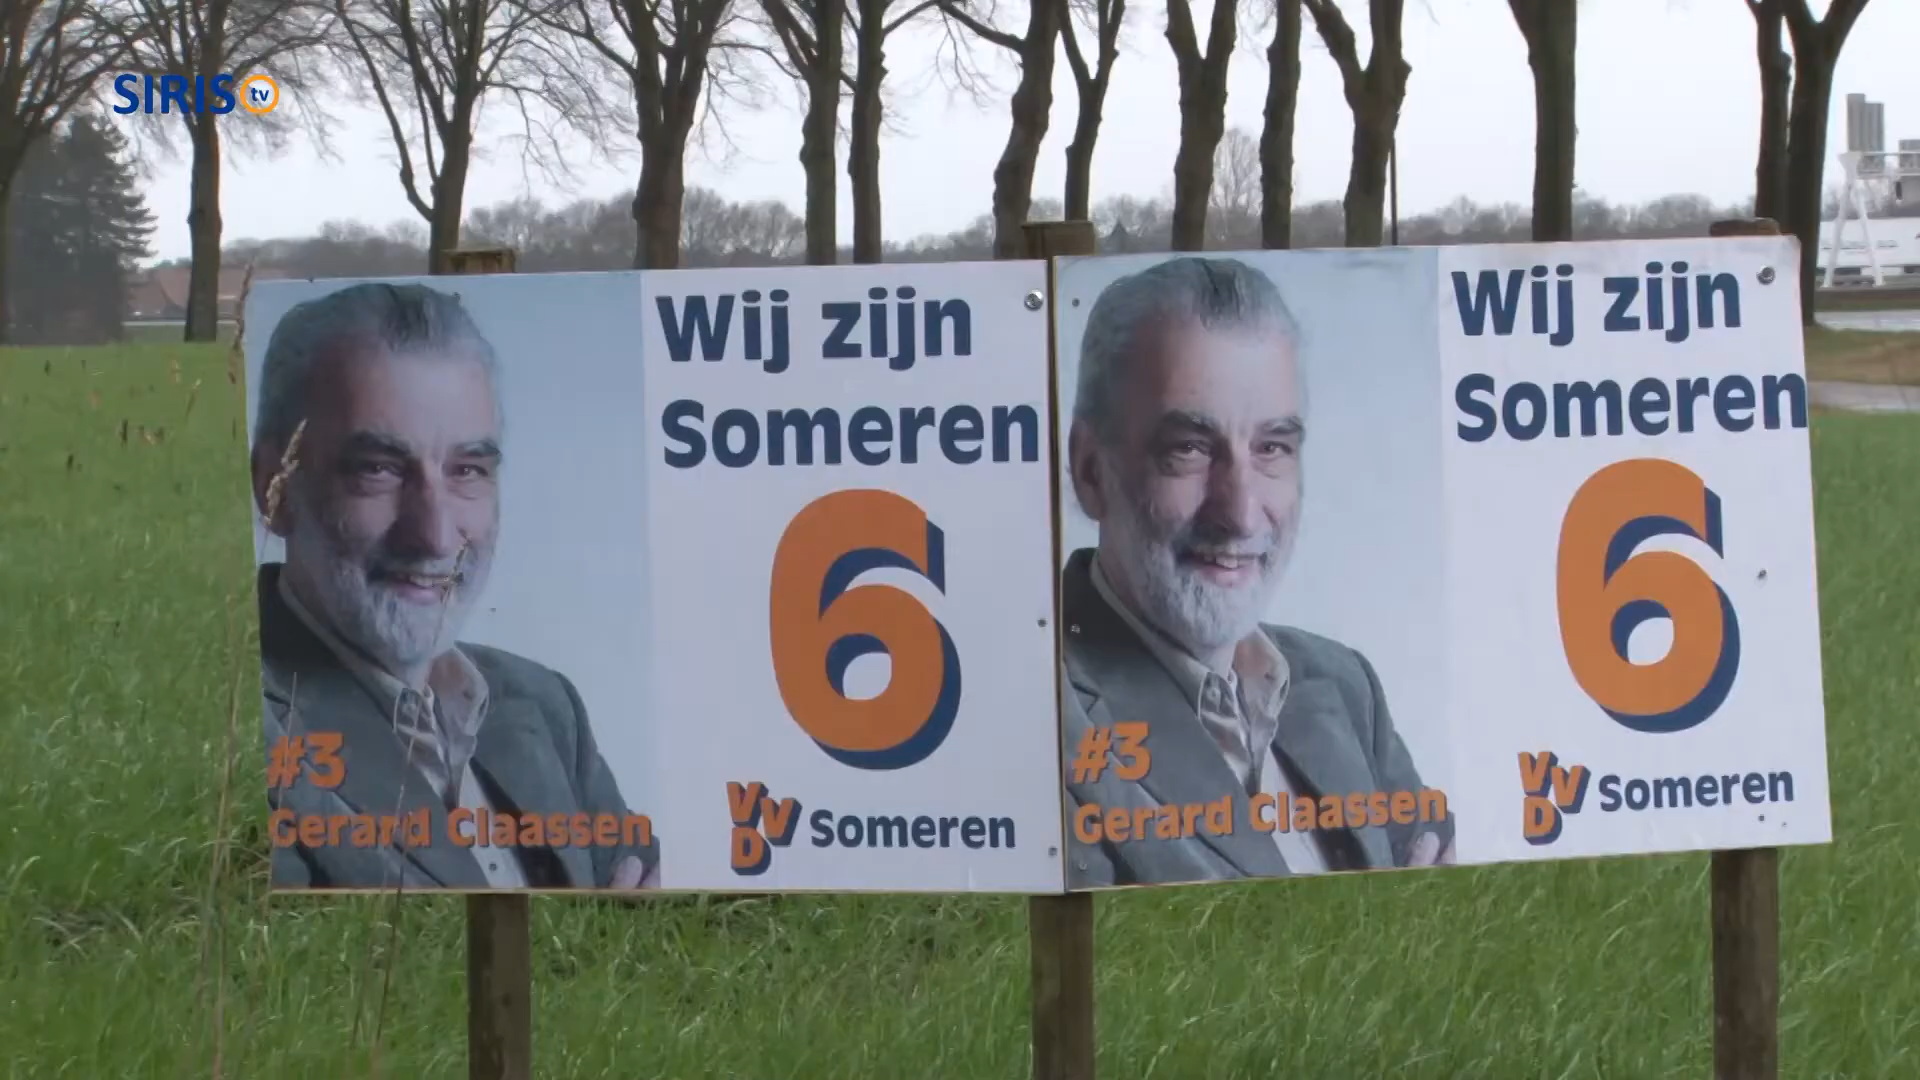 SIRIS tv
Wij zijn
Someren
6
#3
Gerard Claassen
VVD Someren
Wij zijn
Someren
6
#3
Gerard Claassen
VVD Someren